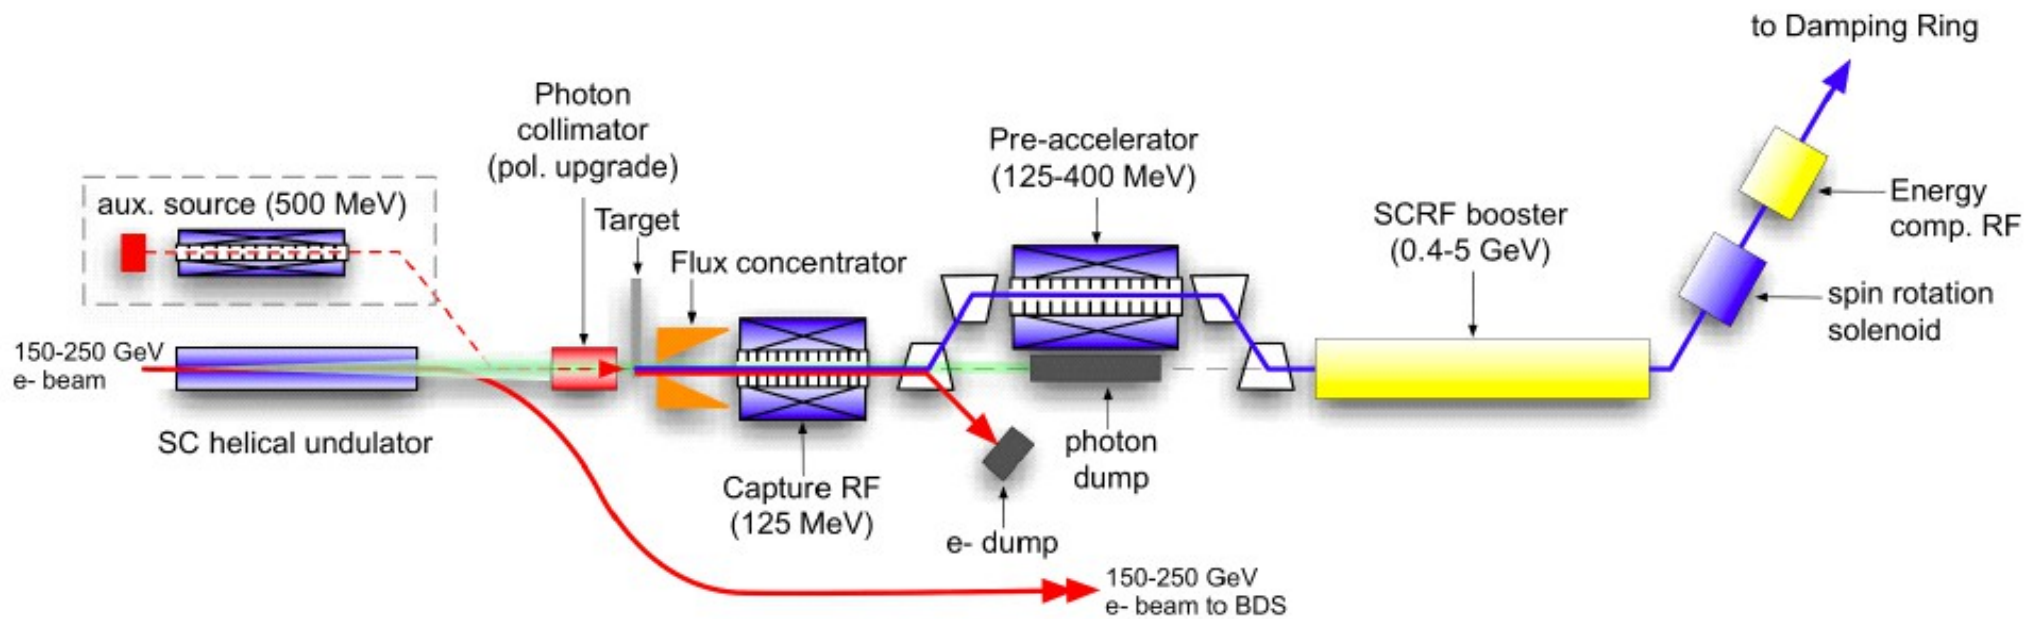 to Damping Ring
Photon
collimator
(pol. upgrade)
Pre-accelerator
(125-400 MeV)
aux. source (500 MeV)
Target
SCRF booster
(0.4-5 GeV)
Energy
comp. RF
Flux concentrator
spin rotation
solenoid
150-250 GeV
e- beam
SC helical undulator
photon
dump
Capture RF
(125 MeV)
e- dump
150-250 GeV
e- beam to BDS